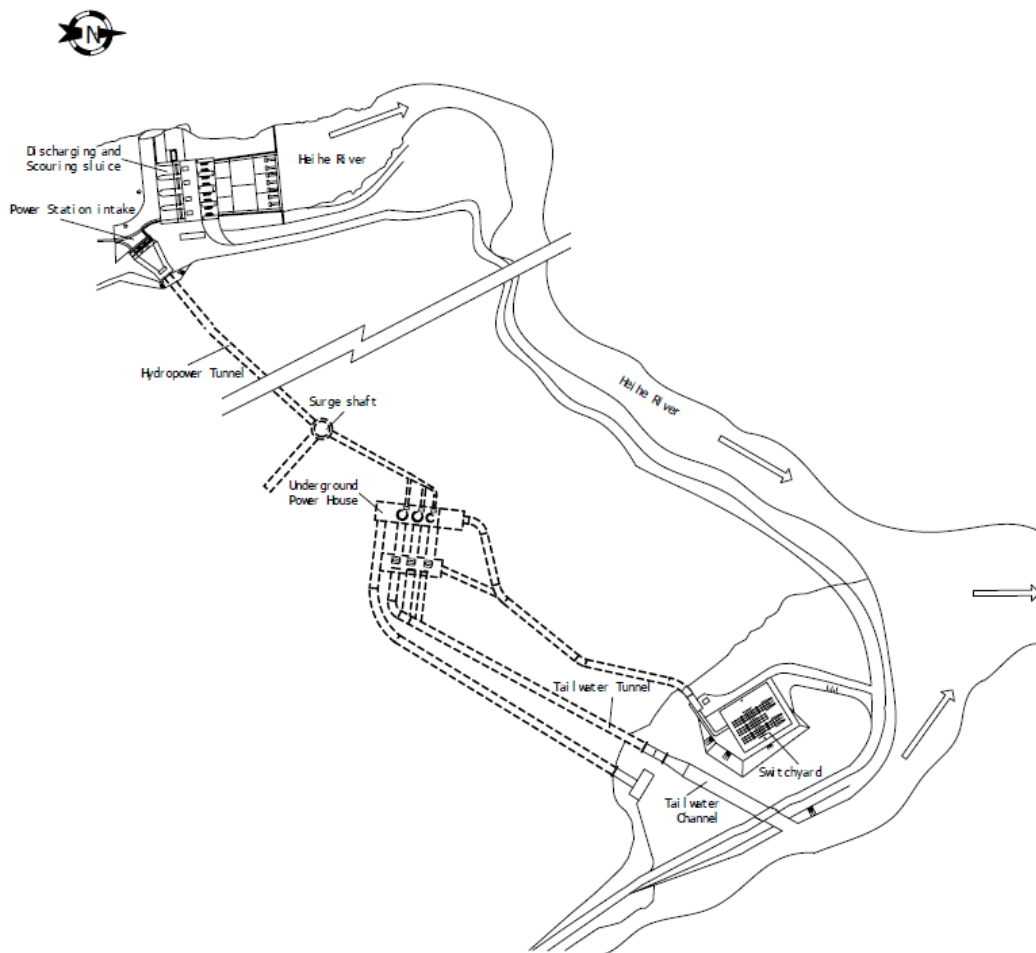 N
Discharging and
Scouring sluice
Heihe River
Power Station intake
Hydropower Tunnel
Surge shaft
Heihe River
Underground
Power House
Tailwater Tunnel
Switchyard
Tailwater
Channel